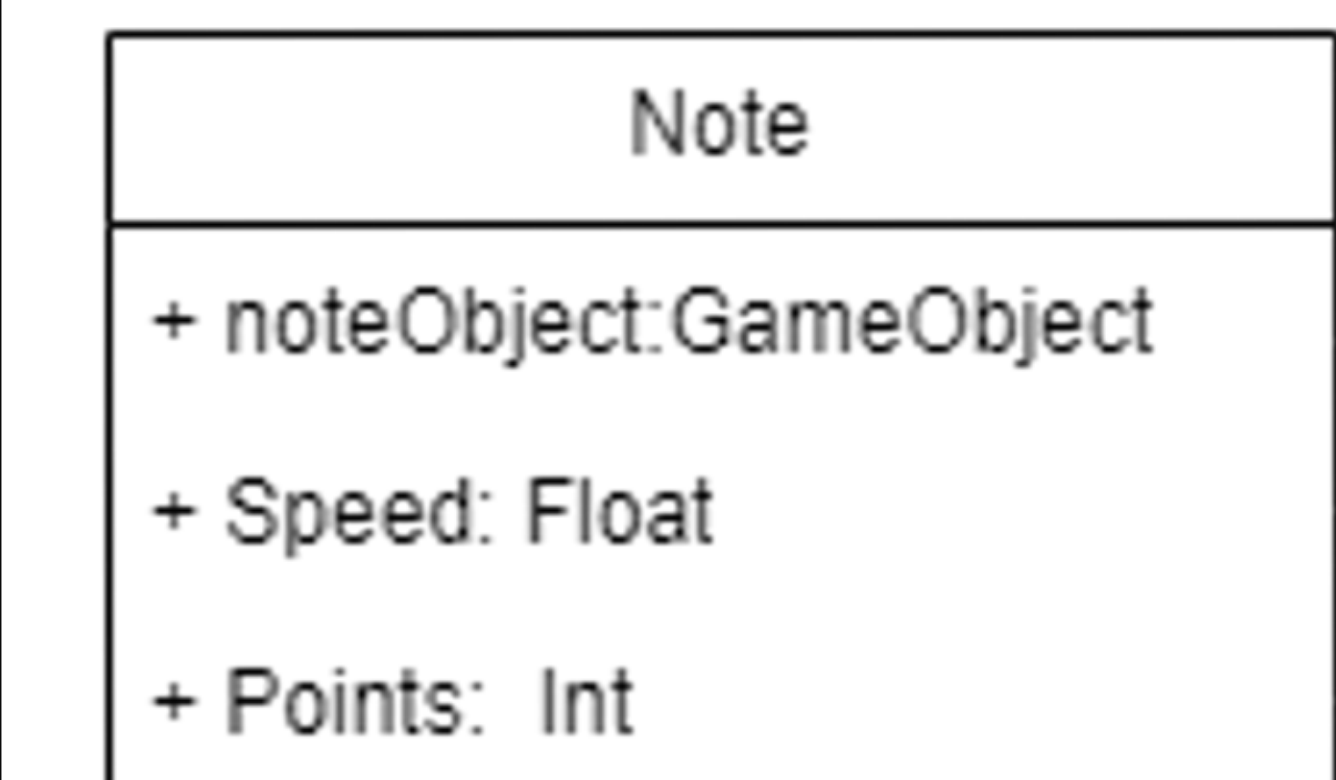 Note
+ noteObject:GameObject
+ Speed: Float
+ Points:  Int